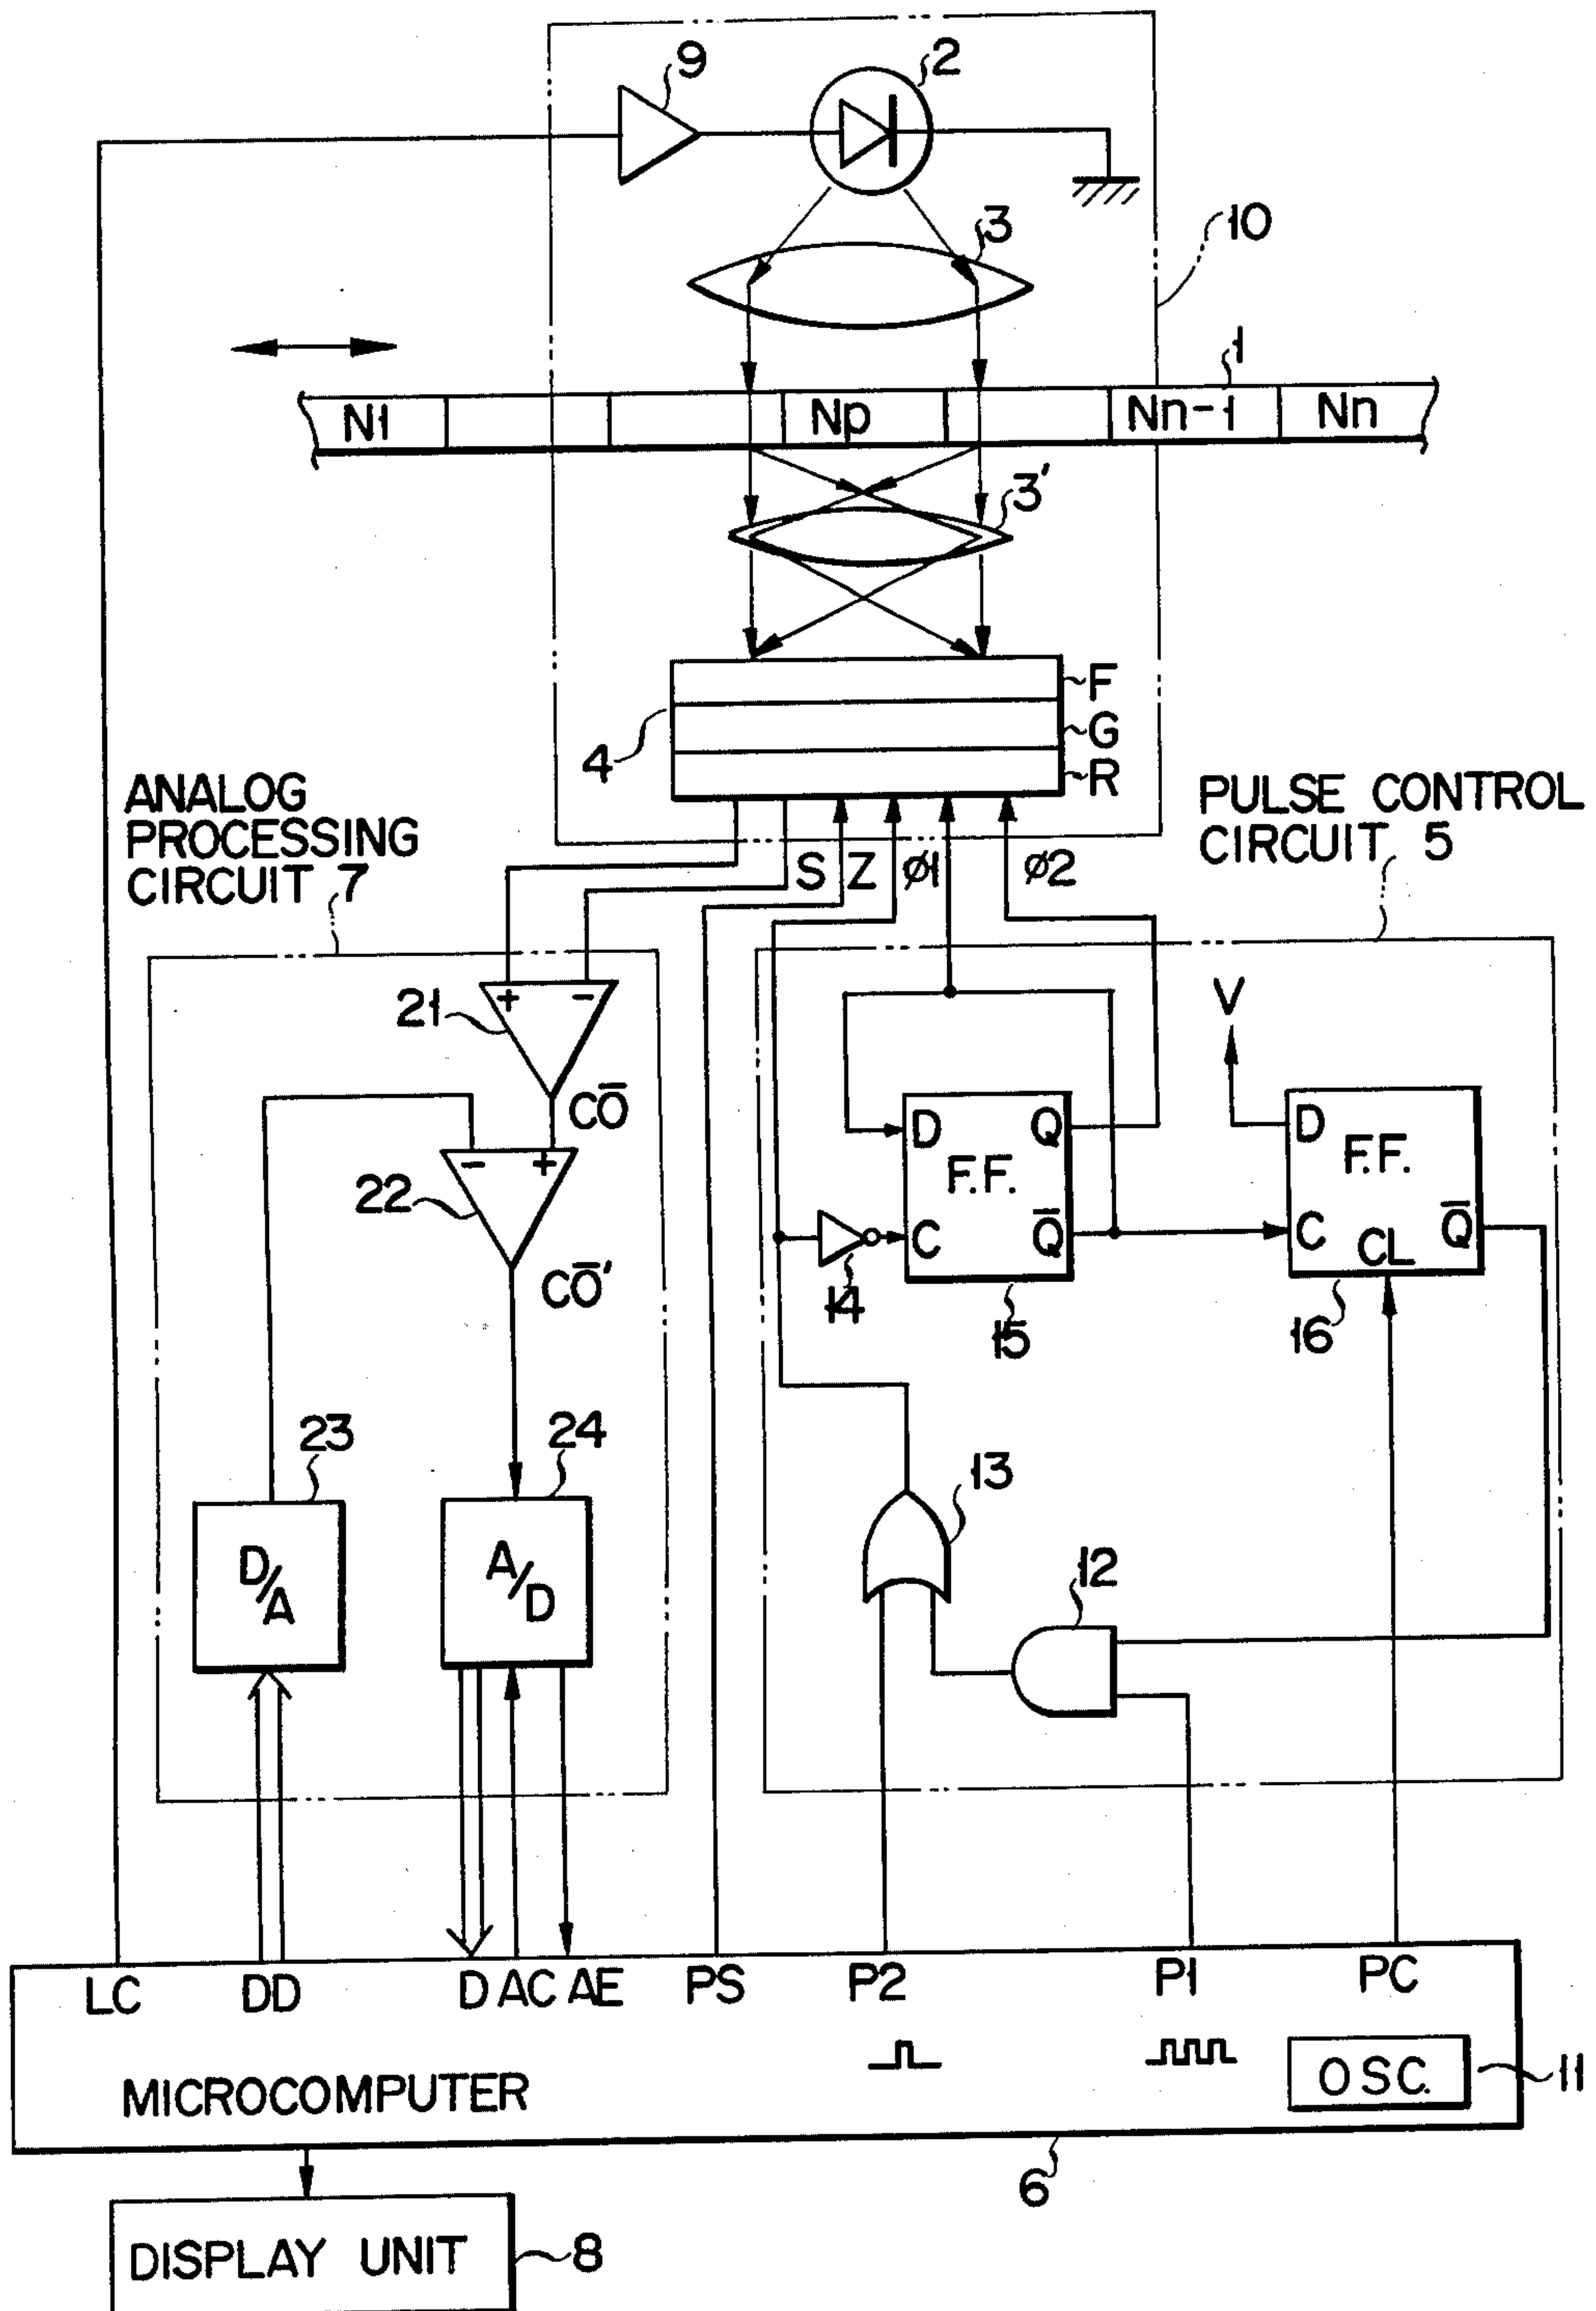 9
2
3
10
1
N1 Np Nn-1 Nn
3'
F
4 G
R
ANALOG
PROCESSING
CIRCUIT 7
PULSE CONTROL
CIRCUIT 5
S Z ø1 ø2
+ −
21
V
CO̅
D Q
F.F.
C Q̅
D
F.F.
C CL Q̅
− +
22
CO̅'
14
15
16
23
24
13
D/A
A/D
12
LC DD D AC AE PS P2 P1 PC
MICROCOMPUTER
OSC.
11
6
DISPLAY UNIT
8